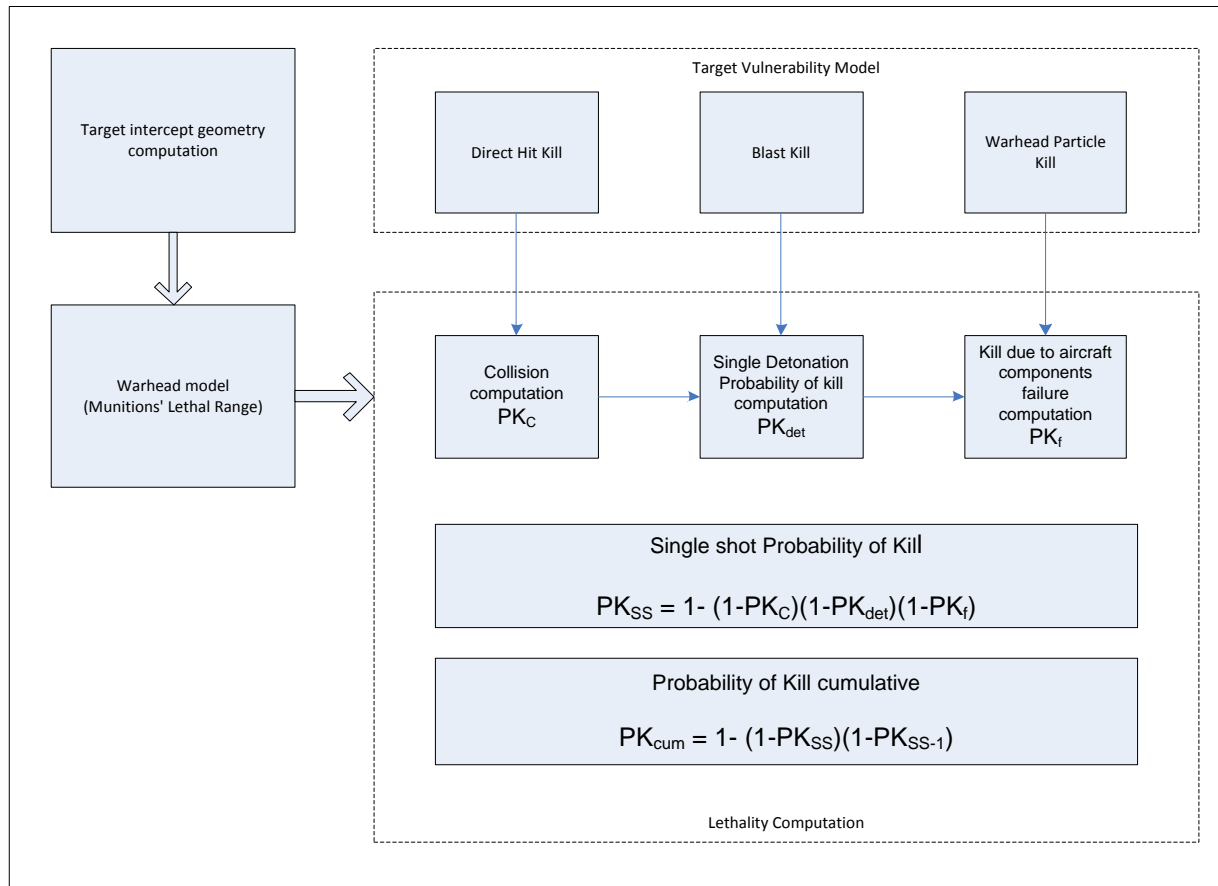 Target intercept geometry
computation
Target Vulnerability Model
Direct Hit Kill
Blast Kill
Warhead Particle
Kill
Warhead model
(Munitions' Lethal Range)
Collision
computation
PKC
Single Detonation
Probability of kill
computation
PKdet
Kill due to aircraft
components
failure
computation
PKf
Single shot Probability of Kill
PKSS = 1- (1-PKC)(1-PKdet)(1-PKf)
Probability of Kill cumulative
PKcum = 1- (1-PKSS)(1-PKSS-1)
Lethality Computation